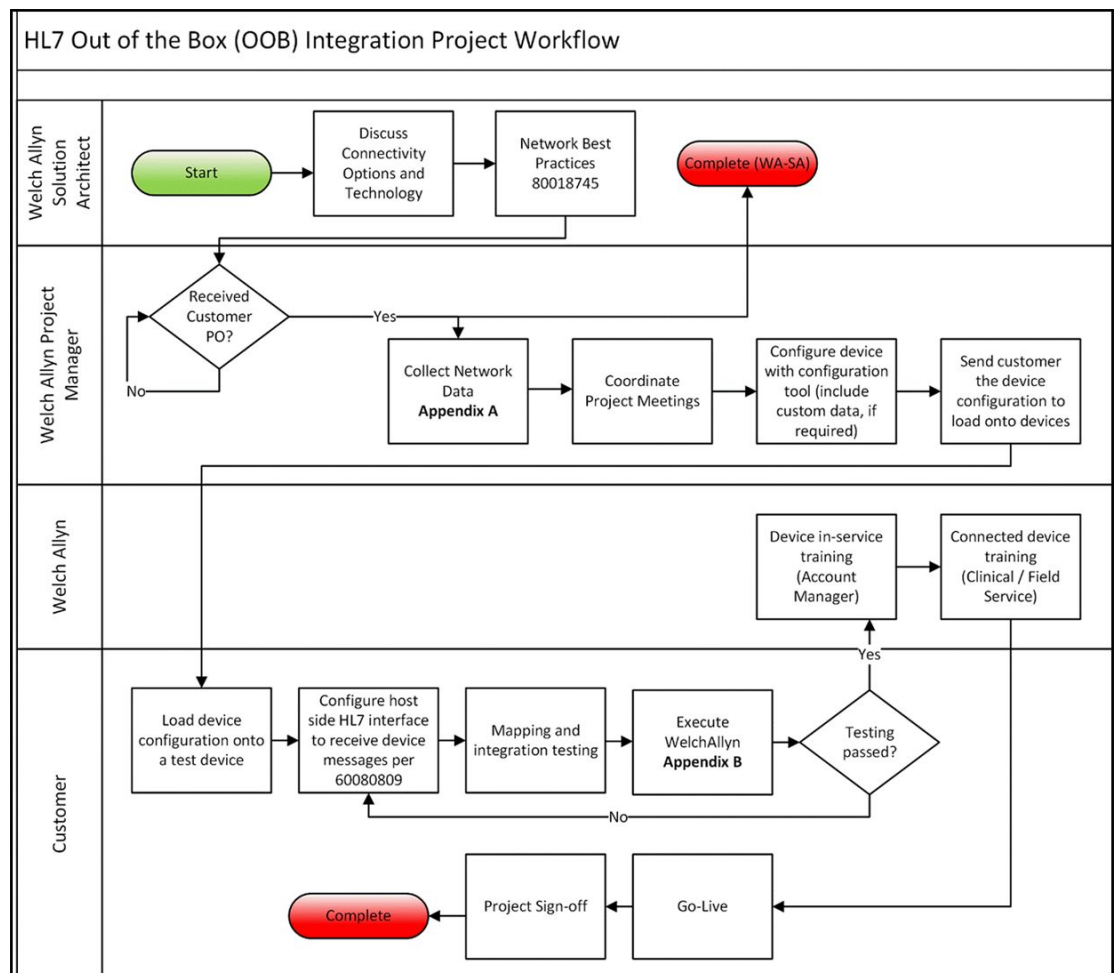 HL7 Out of the Box (OOB) Integration Project Workflow
Welch Allyn
Solution
Architect
Start
Discuss
Connectivity
Options and
Technology
Network Best
Practices
80018745
Complete (WA-SA)
Welch Allyn Project
Manager
Received
Customer
PO?
Yes
No
Collect Network
Data
Appendix A
Coordinate
Project Meetings
Configure device
with configuration
tool (include
custom data, if
required)
Send customer
the device
configuration to
load onto devices
Welch Allyn
Device in-service
training
(Account
Manager)
Connected device
training
(Clinical / Field
Service)
Yes
Customer
Load device
configuration onto
a test device
Configure host
side HL7 interface
to receive device
messages per
60080809
Mapping and
integration testing
Execute
WelchAllyn
Appendix B
Testing
passed?
No
Complete
Project Sign-off
Go-Live